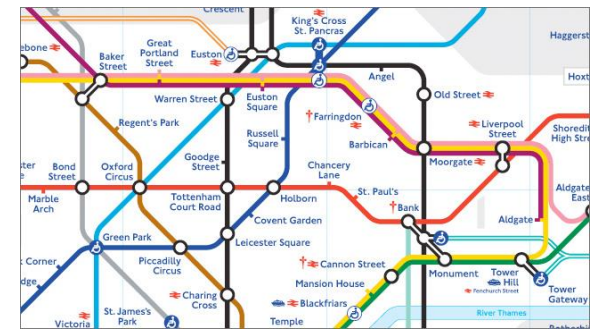 Crescent
King's Cross
St. Pancras
Haggerst
ebone
Euston
Great
Portland
Street
Baker
Street
Angel
Hoxt
Warren Street
Euston
Square
Old Street
Farringdon
Regent's Park
Liverpool
Street
Shoredit
High Stre
Russell
Square
Barbican
Moorgate
Goodse
Street
ster
ace
Bond
Street
Oxford
Circus
Chancery
Lane
Aldgate
East
Marble
Arch
Tottenham
Court Road
Holborn
St. Paul's
Bank
Covent Garden
Aldgate
Green Park
Leicester Square
Corner
Piccadilly
Circus
Cannon Street
Monument
Tower
Hill
Mansion House
Fenchurch Street
Tower
Gateway
dge
Charing
Cross
Blackfriars
St. James's
Park
River Thames
Victoria
Temple